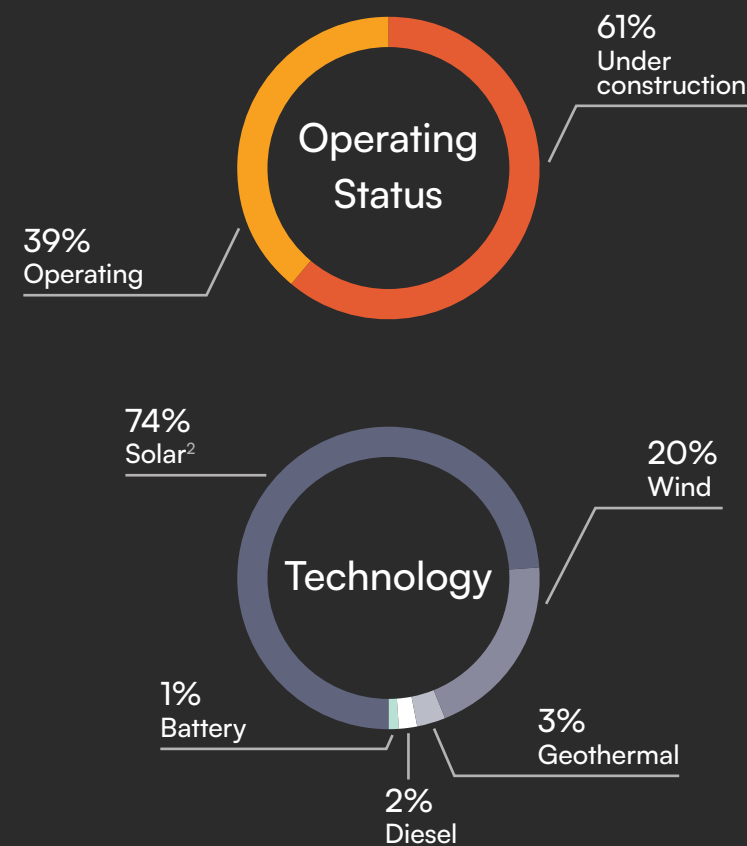 61%
Under
construction
Operating
Status
39%
Operating
74%
Solar²
20%
Wind
Technology
1%
Battery
3%
Geothermal
2%
Diesel